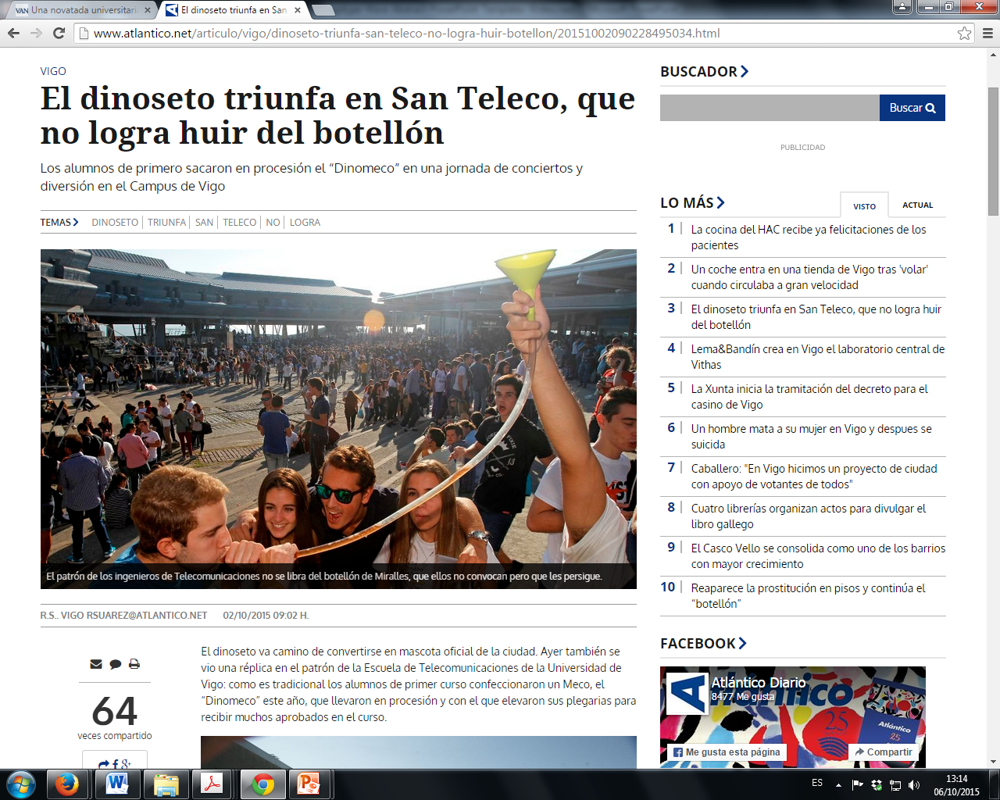 VAN Una novatada universitari
El dinoseto triunfa en San
www.atlantico.net/articulo/vigo/dinoseto-triunfa-san-teleco-no-logra-huir-botellon/20151002090228495034.html
VIGO
El dinoseto triunfa en San Teleco, que
no logra huir del botellón
Los alumnos de primero sacaron en procesión el “Dinomeco” en una jornada de conciertos y
diversión en el Campus de Vigo
TEMAS DINOSETO TRIUNFA SAN TELECO NO LOGRA
El patrón de los ingenieros de Telecomunicaciones no se libra del botellón de Miralles, que ellos no convocan pero que les persigue.
R.S.. VIGO RSUAREZ@ATLANTICO.NET 02/10/2015 09:02 H.
64
veces compartido
El dinoseto va camino de convertirse en mascota oficial de la ciudad. Ayer también se
vio una réplica en el patrón de la Escuela de Telecomunicaciones de la Universidad de
Vigo: como es tradicional los alumnos de primer curso confeccionaron un Meco, el
“Dinomeco” este año, que llevaron en procesión y con el que elevaron sus plegarias para
recibir muchos aprobados en el curso.
BUSCADOR
Buscar
PUBLICIDAD
LO MÁS
VISTO ACTUAL
1 La cocina del HAC recibe ya felicitaciones de los
pacientes
2 Un coche entra en una tienda de Vigo tras 'volar'
cuando circulaba a gran velocidad
3 El dinoseto triunfa en San Teleco, que no logra huir
del botellón
4 Lema&Bandín crea en Vigo el laboratorio central de
Vithas
5 La Xunta inicia la tramitación del decreto para el
casino de Vigo
6 Un hombre mata a su mujer en Vigo y despues se
suicida
7 Caballero: "En Vigo hicimos un proyecto de ciudad
con apoyo de votantes de todos"
8 Cuatro librerías organizan actos para divulgar el
libro gallego
9 El Casco Vello se consolida como uno de los barrios
con mayor crecimiento
10 Reaparece la prostitución en pisos y continúa el
“botellón”
FACEBOOK
Atlántico Diario
8477 Me gusta
Atlántico
25
Atlántico
25
Me gusta esta página
Compartir
ES
13:14
06/10/2015